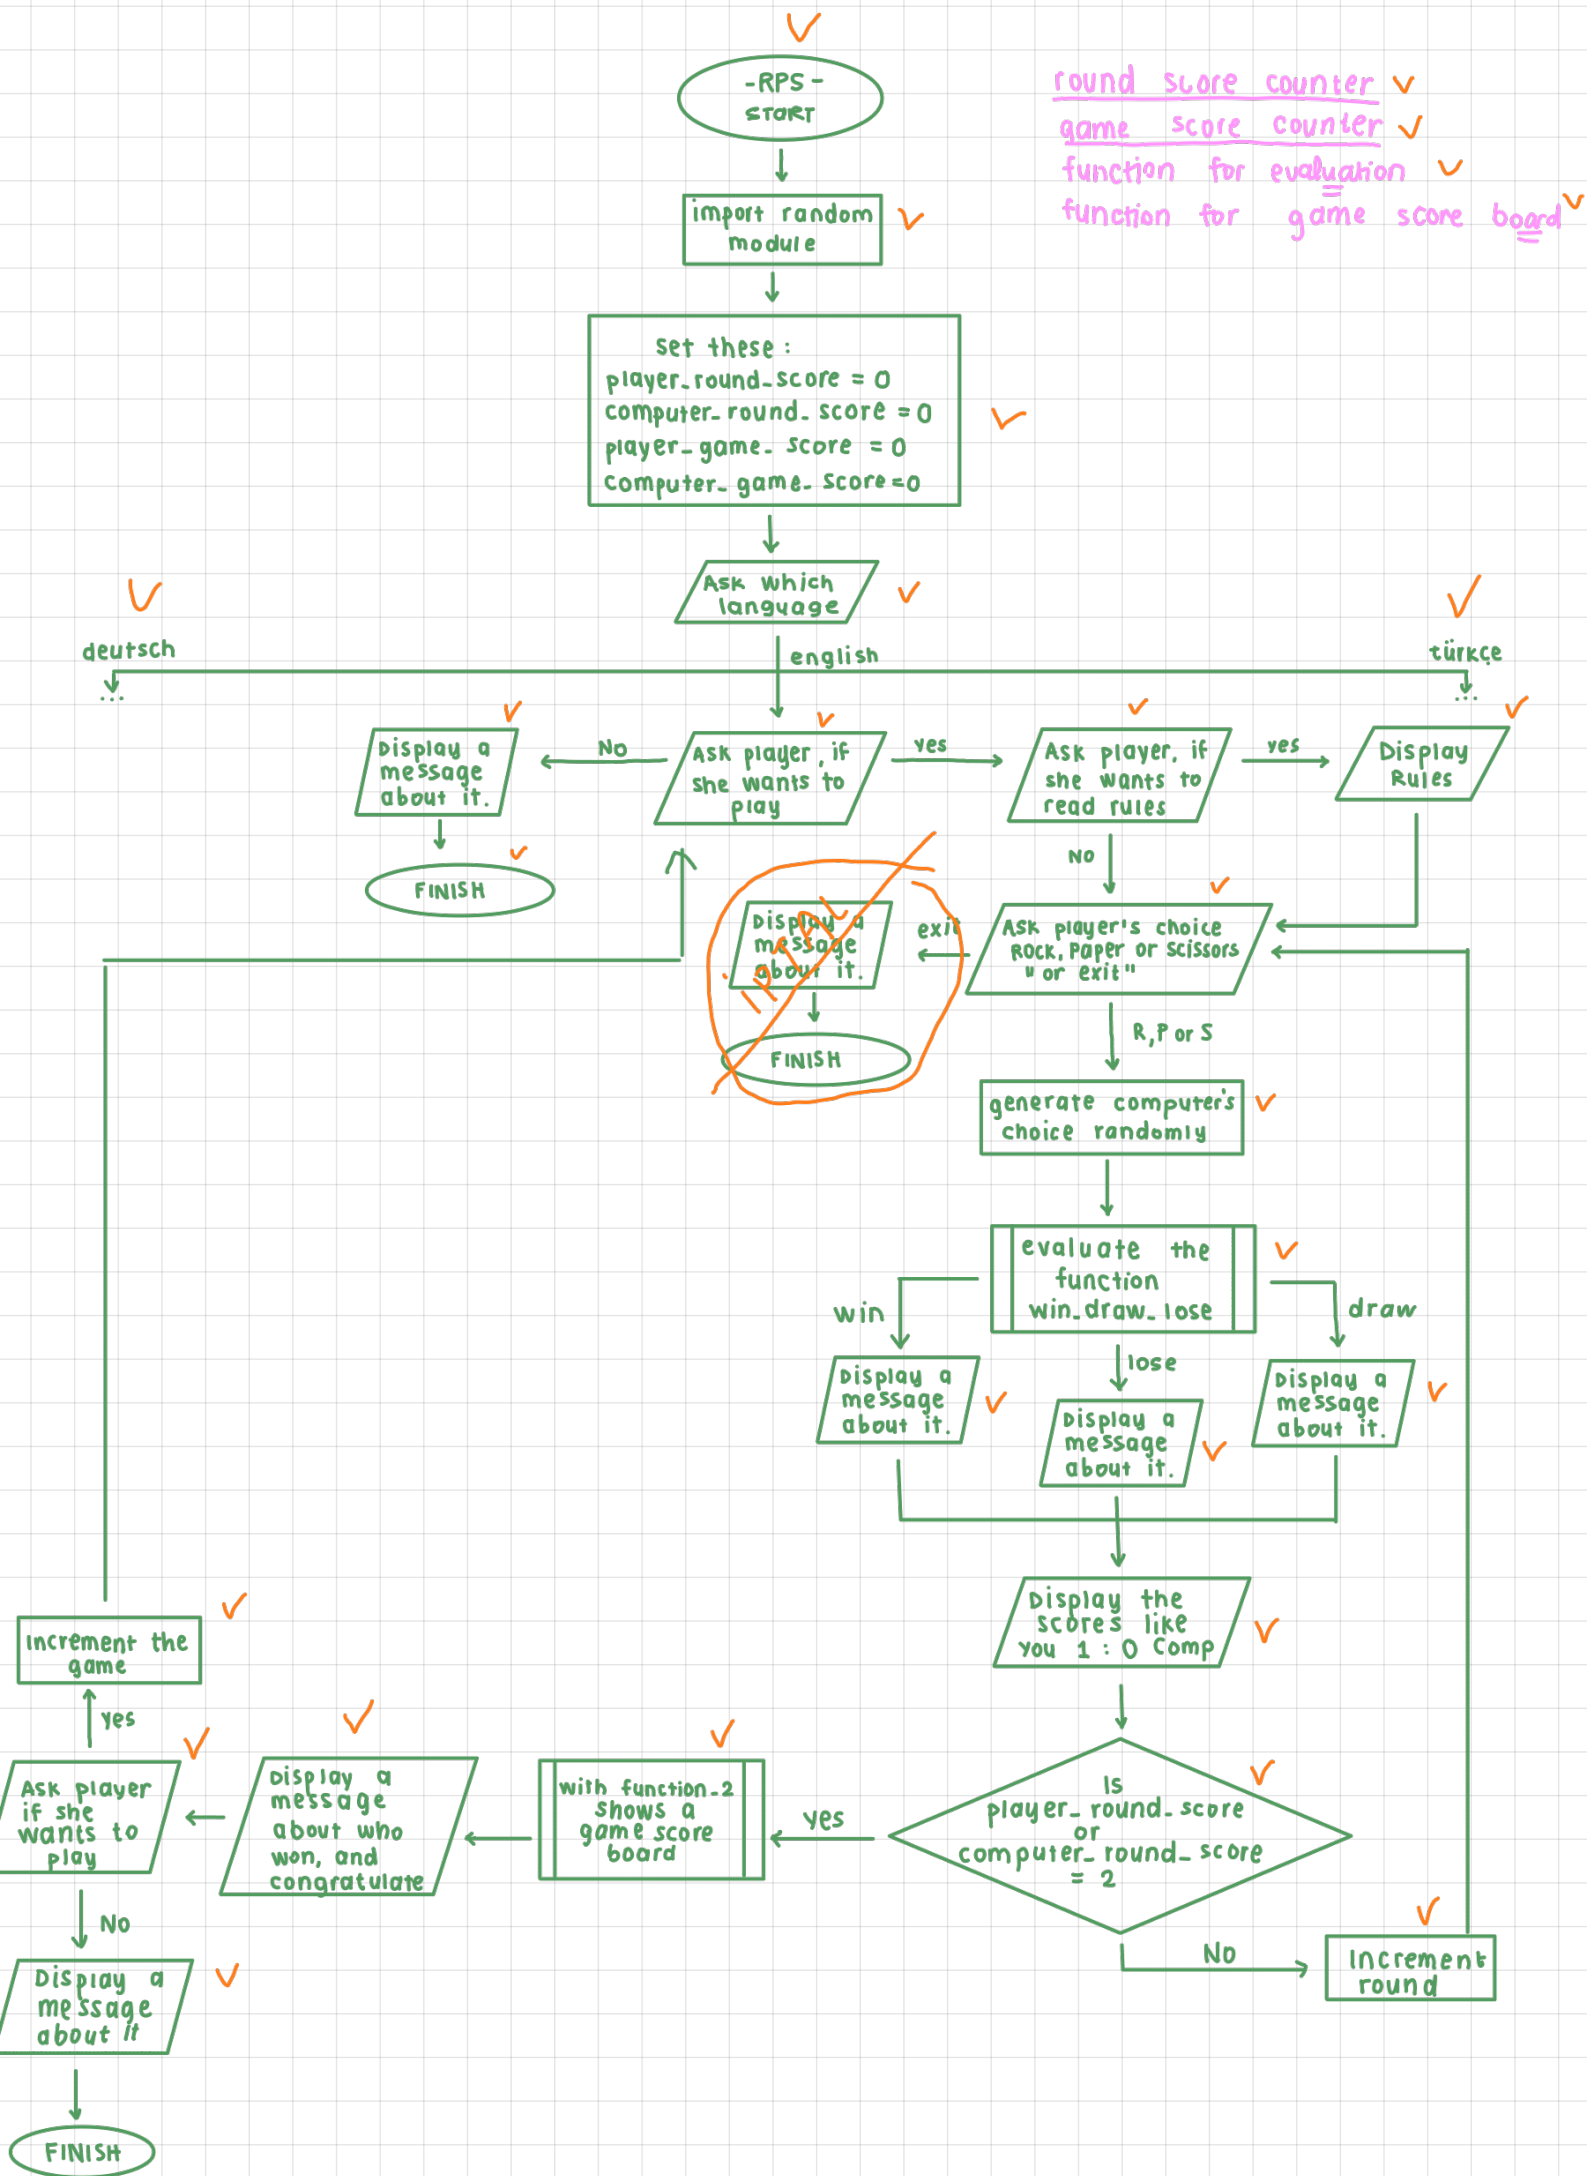 -RPS-
START
round score counter
game score counter
function for evaluation
function for game score board
import random
module
Set these :
player_round_score = 0
computer_round_score = 0
player_game_score = 0
computer_game_score = 0
Ask which
language
deutsch
english
türkçe
...
...
Display a
message
about it.
No
Ask player, if
she wants to
play
yes
Ask player, if
she wants to
read rules
yes
Display
Rules
No
FINISH
Display a
message
about it.
exit
Ask player's choice
Rock, Paper or Scissors
"or exit"
FINISH
R, P or S
generate computer's
choice randomly
evaluate the
function
win_draw_lose
win
lose
draw
Display a
message
about it.
Display a
message
about it.
Display a
message
about it.
Display the
scores like
you 1 : 0 Comp
Increment the
game
yes
Ask player
if she
wants to
play
Display a
message
about who
won, and
congratulate
with function_2
shows a
game score
board
yes
Is
player_round_score
or
computer_round_score
= 2
No
No
Increment
round
Display a
message
about it
FINISH